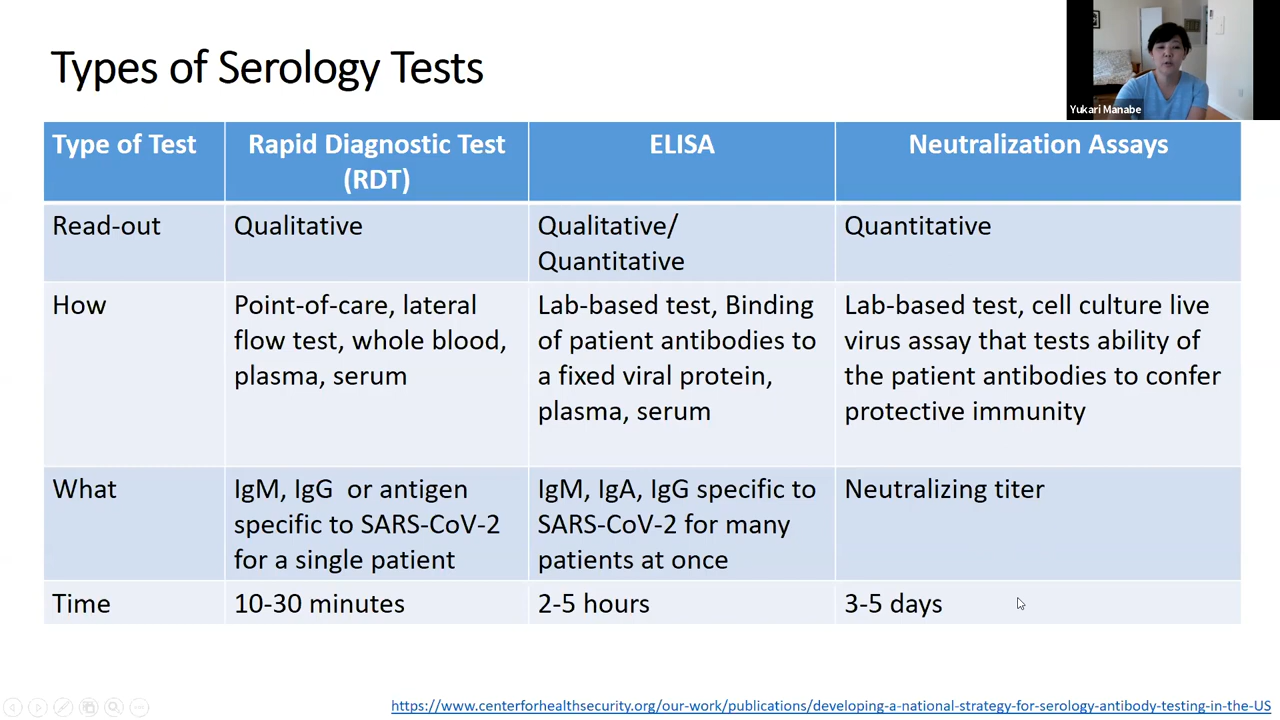 Types of Serology Tests
Yukari Manabe
Type of Test
Rapid Diagnostic Test
(RDT)
ELISA
Neutralization Assays
Read-out
Qualitative
Qualitative/
Quantitative
Quantitative
How
Point-of-care, lateral
flow test, whole blood,
plasma, serum
Lab-based test, Binding
of patient antibodies to
a fixed viral protein,
plasma, serum
Lab-based test, cell culture live
virus assay that tests ability of
the patient antibodies to confer
protective immunity
What
IgM, IgG or antigen
specific to SARS-CoV-2
for a single patient
IgM, IgA, IgG specific to
SARS-CoV-2 for many
patients at once
Neutralizing titer
Time
10-30 minutes
2-5 hours
3-5 days
https://www.centerforhealthsecurity.org/our-work/publications/developing-a-national-strategy-for-serology-antibody-testing-in-the-US